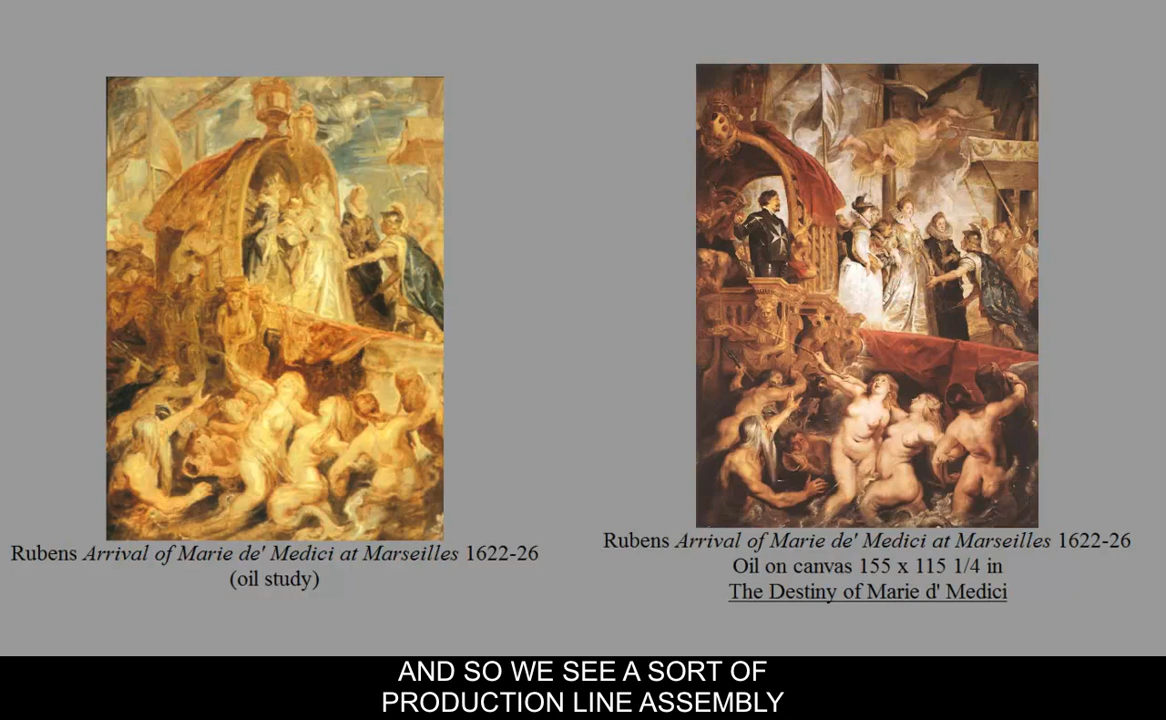 Rubens Arrival of Marie de' Medici at Marseilles 1622-26
(oil study)
Rubens Arrival of Marie de' Medici at Marseilles 1622-26
Oil on canvas 155 x 115 1/4 in
The Destiny of Marie d' Medici
AND SO WE SEE A SORT OF
PRODUCTION LINE ASSEMBLY